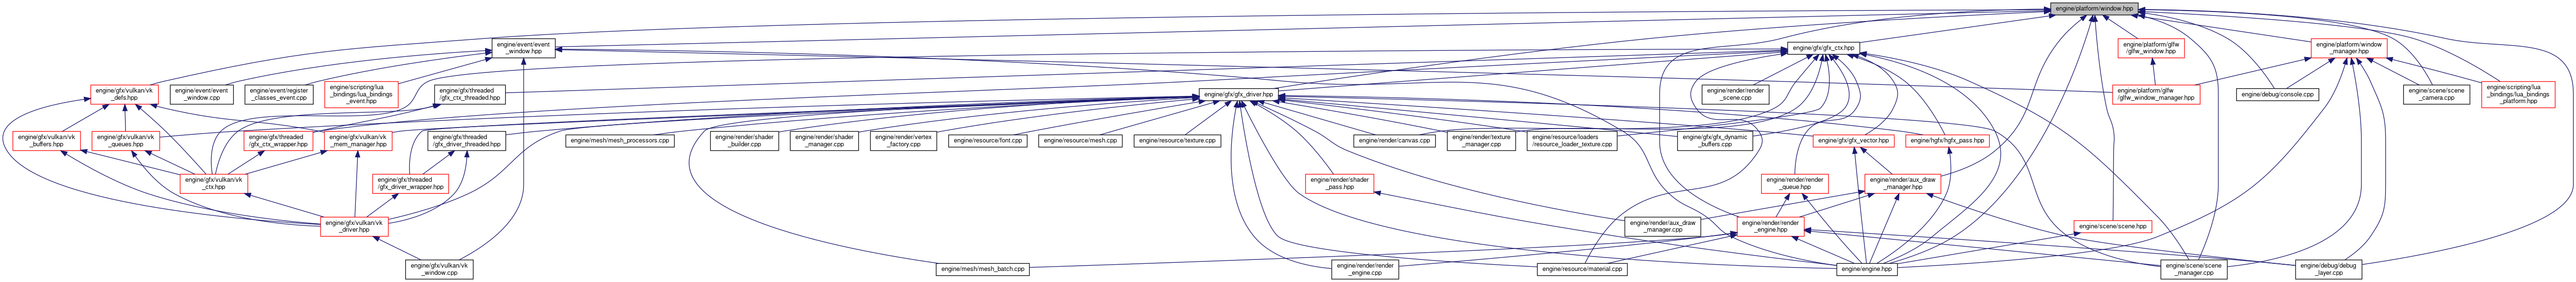 engine/platform/window.hpp
engine/event/event
_window.hpp
engine/gfx/gfx_ctx.hpp
engine/platform/glfw
/glfw_window.hpp
engine/platform/window
_manager.hpp
engine/gfx/vulkan/vk
_defs.hpp
engine/event/event
_window.cpp
engine/event/register
_classes_event.cpp
engine/scripting/lua
_bindings/lua_bindings
_event.hpp
engine/gfx/threaded
/gfx_ctx_threaded.hpp
engine/gfx/gfx_driver.hpp
engine/render/render
_scene.cpp
engine/platform/glfw
/glfw_window_manager.hpp
engine/debug/console.cpp
engine/scene/scene
_camera.cpp
engine/scripting/lua
_bindings/lua_bindings
_platform.hpp
engine/gfx/vulkan/vk
_buffers.hpp
engine/gfx/vulkan/vk
_queues.hpp
engine/gfx/threaded
/gfx_ctx_wrapper.hpp
engine/gfx/vulkan/vk
_mem_manager.hpp
engine/gfx/threaded
/gfx_driver_threaded.hpp
engine/mesh/mesh_processors.cpp
engine/render/shader
_builder.cpp
engine/render/shader
_manager.cpp
engine/render/vertex
_factory.cpp
engine/resource/font.cpp
engine/resource/mesh.cpp
engine/resource/texture.cpp
engine/render/canvas.cpp
engine/render/texture
_manager.cpp
engine/resource/loaders
/resource_loader_texture.cpp
engine/gfx/gfx_dynamic
_buffers.cpp
engine/gfx/gfx_vector.hpp
engine/hgfx/hgfx_pass.hpp
engine/gfx/vulkan/vk
_ctx.hpp
engine/gfx/threaded
/gfx_driver_wrapper.hpp
engine/render/shader
_pass.hpp
engine/render/render
_queue.hpp
engine/render/aux_draw
_manager.hpp
engine/gfx/vulkan/vk
_driver.hpp
engine/render/aux_draw
_manager.cpp
engine/render/render
_engine.hpp
engine/scene/scene.hpp
engine/gfx/vulkan/vk
_window.cpp
engine/mesh/mesh_batch.cpp
engine/render/render
_engine.cpp
engine/resource/material.cpp
engine/engine.hpp
engine/scene/scene
_manager.cpp
engine/debug/debug
_layer.cpp